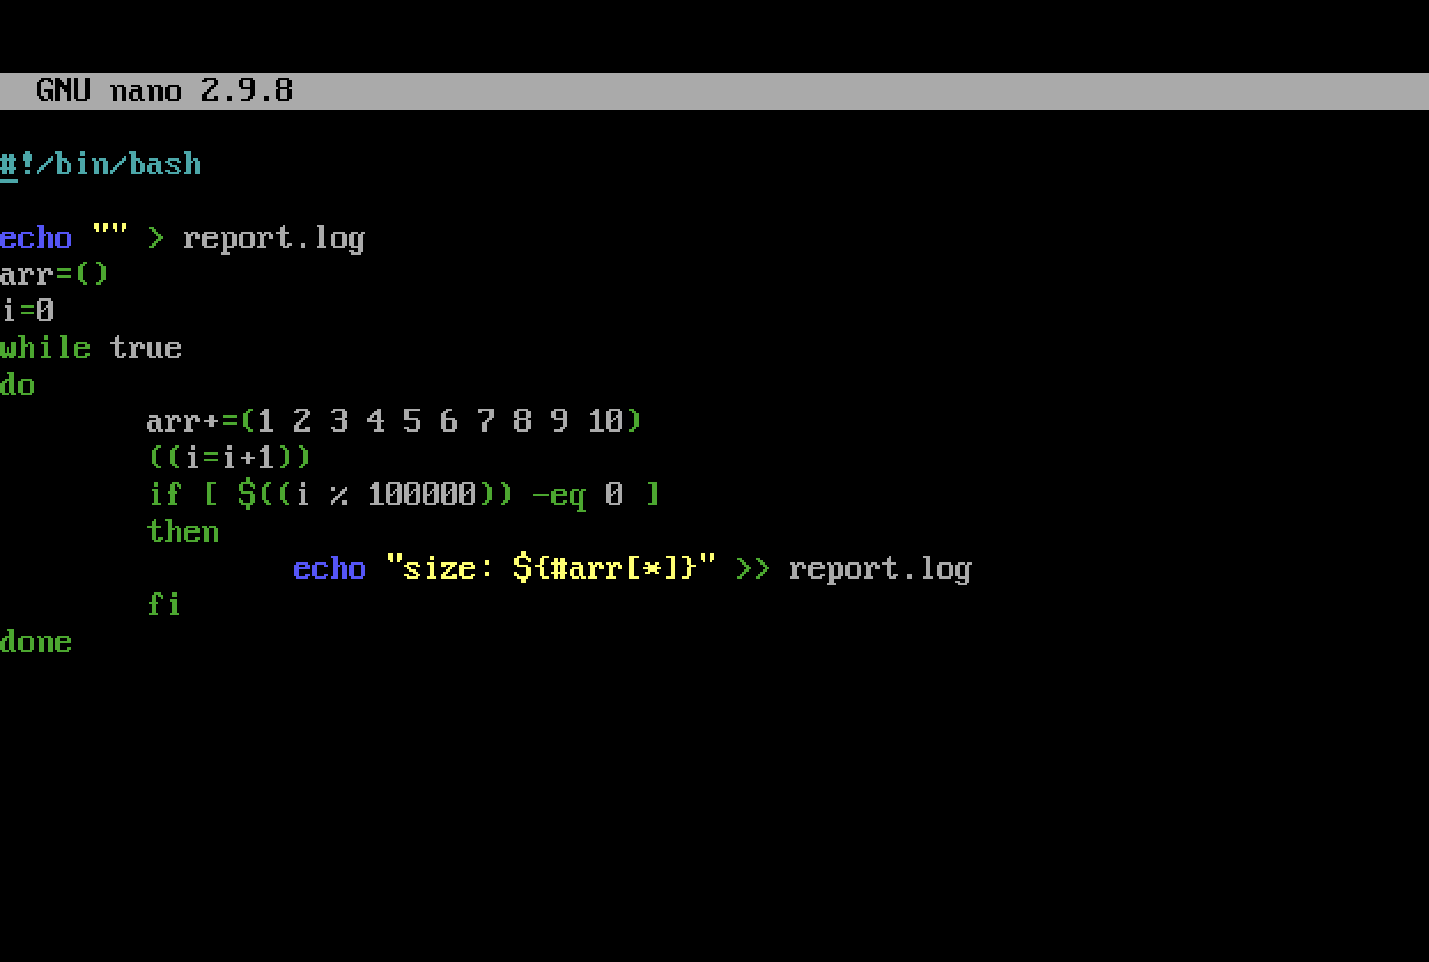 GNU nano 2.9.8
#!/bin/bash
echo "" > report.log
arr=()
i=0
while true
do
arr+=(1 2 3 4 5 6 7 8 9 10)
((i=i+1))
if [ $((i % 100000)) -eq 0 ]
then
echo "size: ${#arr[*]}" >> report.log
fi
done